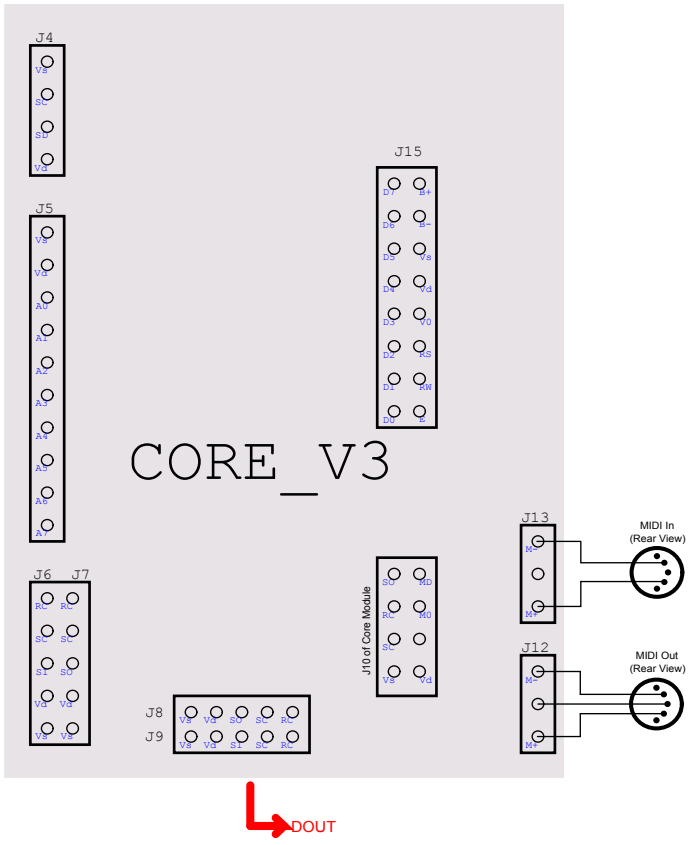 J4
Vs
SC
SD
Vd
J5
Vs
Vd
A0
A1
A2
A3
A4
A5
A6
A7
J15
D7 B+
D6 B-
D5 Vs
D4 Vd
D3 V0
D2 RS
D1 RW
D0 E
CORE_V3
J13
M-
M+
MIDI In
(Rear View)
J6 J7
RC RC
SC SC
SI SO
Vd Vd
Vs Vs
J10 of Core Module
SO MD
RC M0
SC
Vs Vd
J12
M-
M+
MIDI Out
(Rear View)
J8
Vs Vd SO SC RC
J9
Vs Vd SI SC RC
DOUT